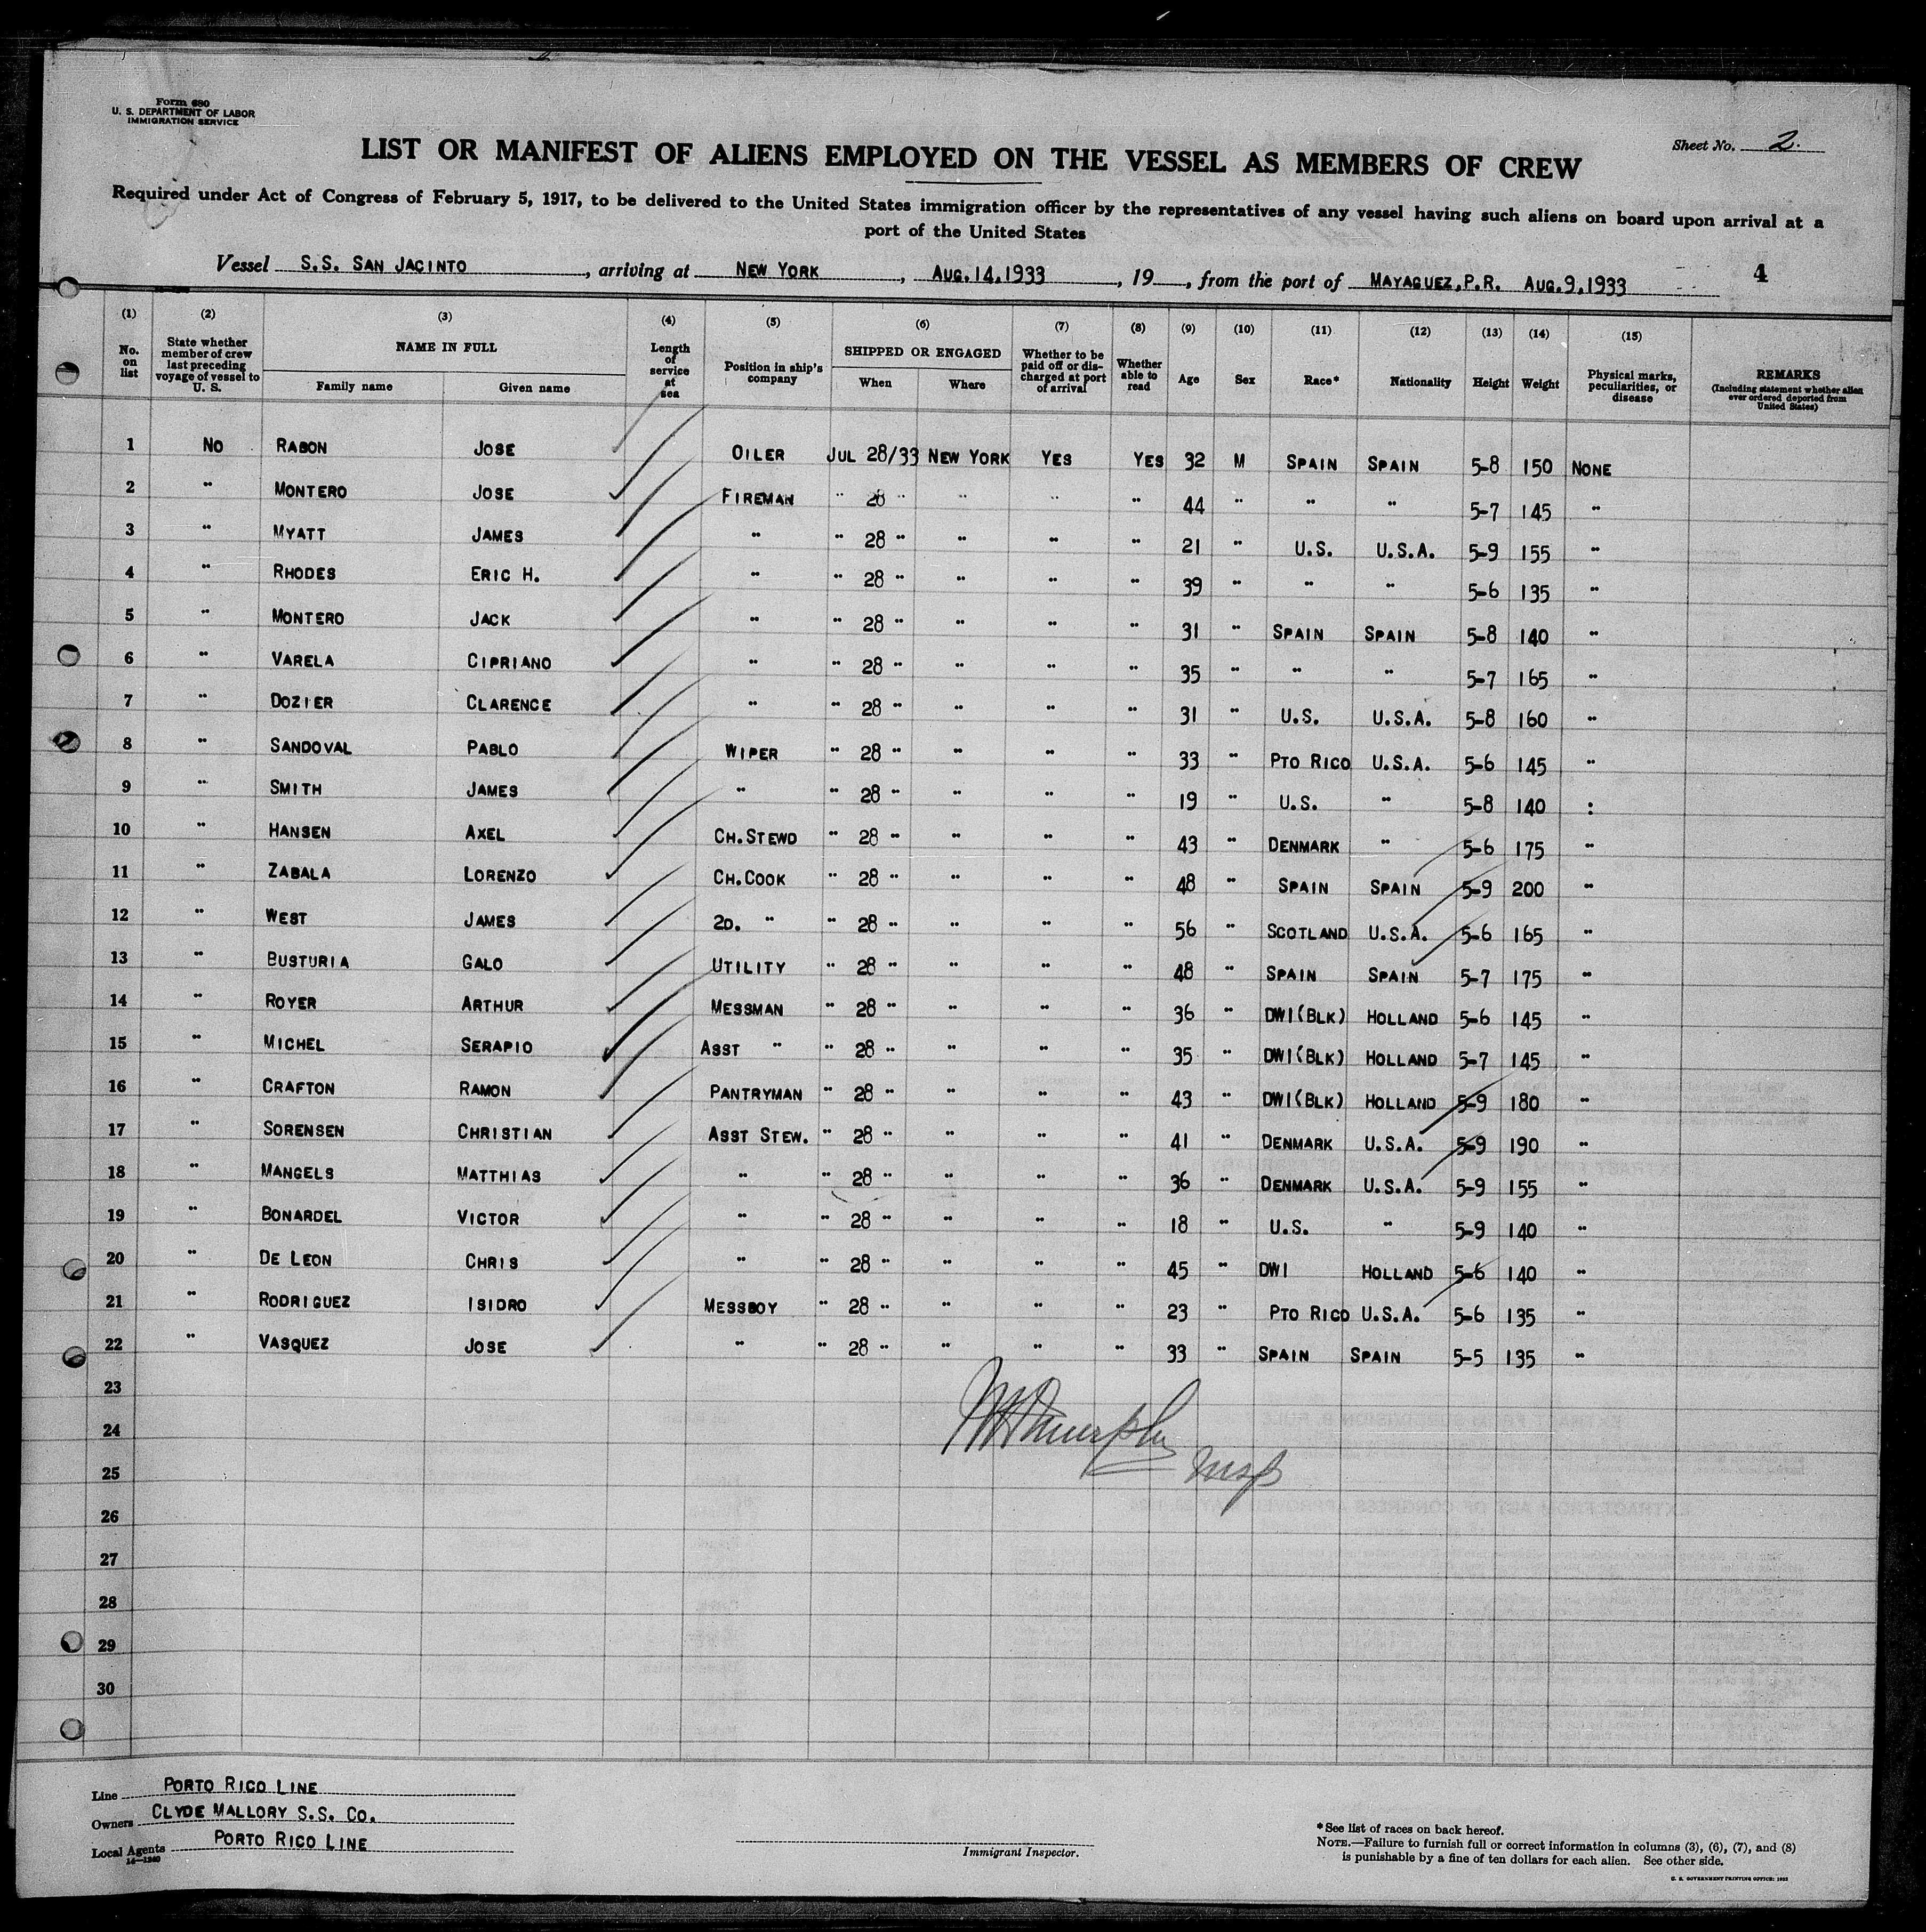 Form 680
U. S. DEPARTMENT OF LABOR
IMMIGRATION SERVICE
Sheet No. 2.
LIST OR MANIFEST OF ALIENS EMPLOYED ON THE VESSEL AS MEMBERS OF CREW
Required under Act of Congress of February 5, 1917, to be delivered to the United States immigration officer by the representatives of any vessel having such aliens on board upon arrival at a
port of the United States
Vessel S.S. SAN JACINTO, arriving at NEW YORK, AUG.14.1933, 19, from the port of MAYAGUEZ, P.R. AUG.9,1933 4
(1) (2) (3) (4) (5) (6) (7) (8) (9) (10) (11) (12) (13) (14) (15)
No. on list State whether member of crew last preceding voyage of vessel to U. S. NAME IN FULL Family name Given name Length of service at sea Position in ship's company SHIPPED OR ENGAGED When Where Whether to be paid off or discharged at port of arrival Whether able to read Age Sex Race* Nationality Height Weight Physical marks, peculiarities, or disease REMARKS (Including statement whether alien ever ordered deported from United States)
1 NO RABON JOSE OILER JUL 28/33 NEW YORK YES YES 32 M SPAIN SPAIN 5-8 150 NONE
2 " MONTERO JOSE FIREMAN " 28 " " " " 44 " " " 5-7 145 "
3 " MYATT JAMES " " 28 " " " " 21 " U.S. U.S.A. 5-9 155 "
4 " RHODES ERIC H. " " 28 " " " " 39 " " " 5-6 135 "
5 " MONTERO JACK " " 28 " " " " 31 " SPAIN SPAIN 5-8 140 "
6 " VARELA CIPRIANO " " 28 " " " " 35 " " " 5-7 165 "
7 " DOZIER CLARENCE " " 28 " " " " 31 " U.S. U.S.A. 5-8 160 "
8 " SANDOVAL PABLO WIPER " 28 " " " " 33 " PTO RICO U.S.A. 5-6 145 "
9 " SMITH JAMES " " 28 " " " " 19 " U.S. " 5-8 140 :
10 " HANSEN AXEL CH.STEWD " 28 " " " " 43 " DENMARK " 5-6 175 "
11 " ZABALA LORENZO CH.COOK " 28 " " " " 48 " SPAIN SPAIN 5-9 200 "
12 " WEST JAMES 2D. " " 28 " " " " 56 " SCOTLAND U.S.A. 5-6 165 "
13 " BUSTURIA GALO UTILITY " 28 " " " " 48 " SPAIN SPAIN 5-7 175 "
14 " ROYER ARTHUR MESSMAN " 28 " " " " 36 " DWI(BLK) HOLLAND 5-6 145 "
15 " MICHEL SERAPIO ASST " " 28 " " " " 35 " DWI(BLK) HOLLAND 5-7 145 "
16 " CRAFTON RAMON PANTRYMAN " 28 " " " " 43 " DWI(BLK) HOLLAND 5-9 180 "
17 " SORENSEN CHRISTIAN ASST STEW. " 28 " " " " 41 " DENMARK U.S.A. 5-9 190 "
18 " MANGELS MATTHIAS " " 28 " " " " 36 " DENMARK U.S.A. 5-9 155 "
19 " BONARDEL VICTOR " " 28 " " " " 18 " U.S. " 5-9 140 "
20 " DE LEON CHRIS " " 28 " " " " 45 " DWI HOLLAND 5-6 140 "
21 " RODRIGUEZ ISIDRO MESSBOY " 28 " " " " 23 " PTO RICO U.S.A. 5-6 135 "
22 " VASQUEZ JOSE " " 28 " " " " 33 " SPAIN SPAIN 5-5 135 "
23
24 Murphy
25
26
27
28
29
30
Line PORTO RICO LINE
Owners CLYDE MALLORY S.S. CO.
Local Agents PORTO RICO LINE
14—1240
Immigrant Inspector.
*See list of races on back hereof.
NOTE.—Failure to furnish full or correct information in columns (3), (6), (7), and (8)
is punishable by a fine of ten dollars for each alien. See other side.
U. S. GOVERNMENT PRINTING OFFICE: 1932